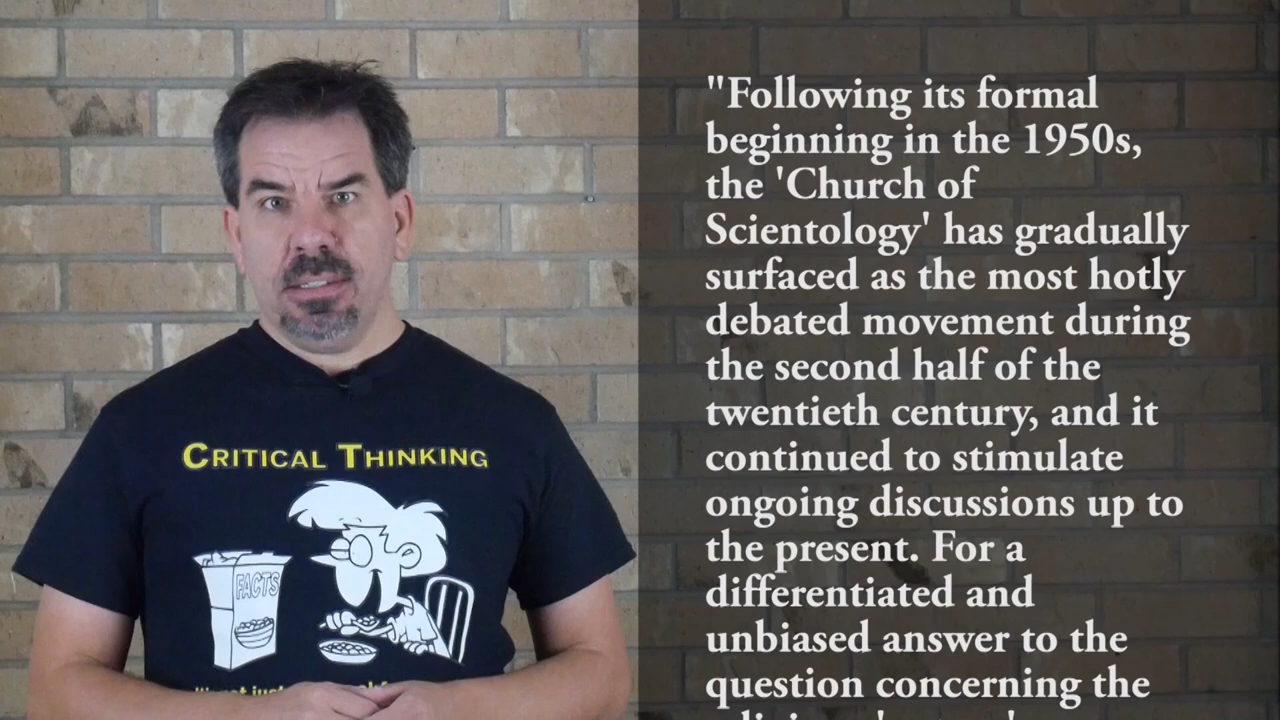 CRITICAL THINKING
FACTS
"Following its formal
beginning in the 1950s,
the 'Church of
Scientology' has gradually
surfaced as the most hotly
debated movement during
the second half of the
twentieth century, and it
continued to stimulate
ongoing discussions up to
the present. For a
differentiated and
unbiased answer to the
question concerning the